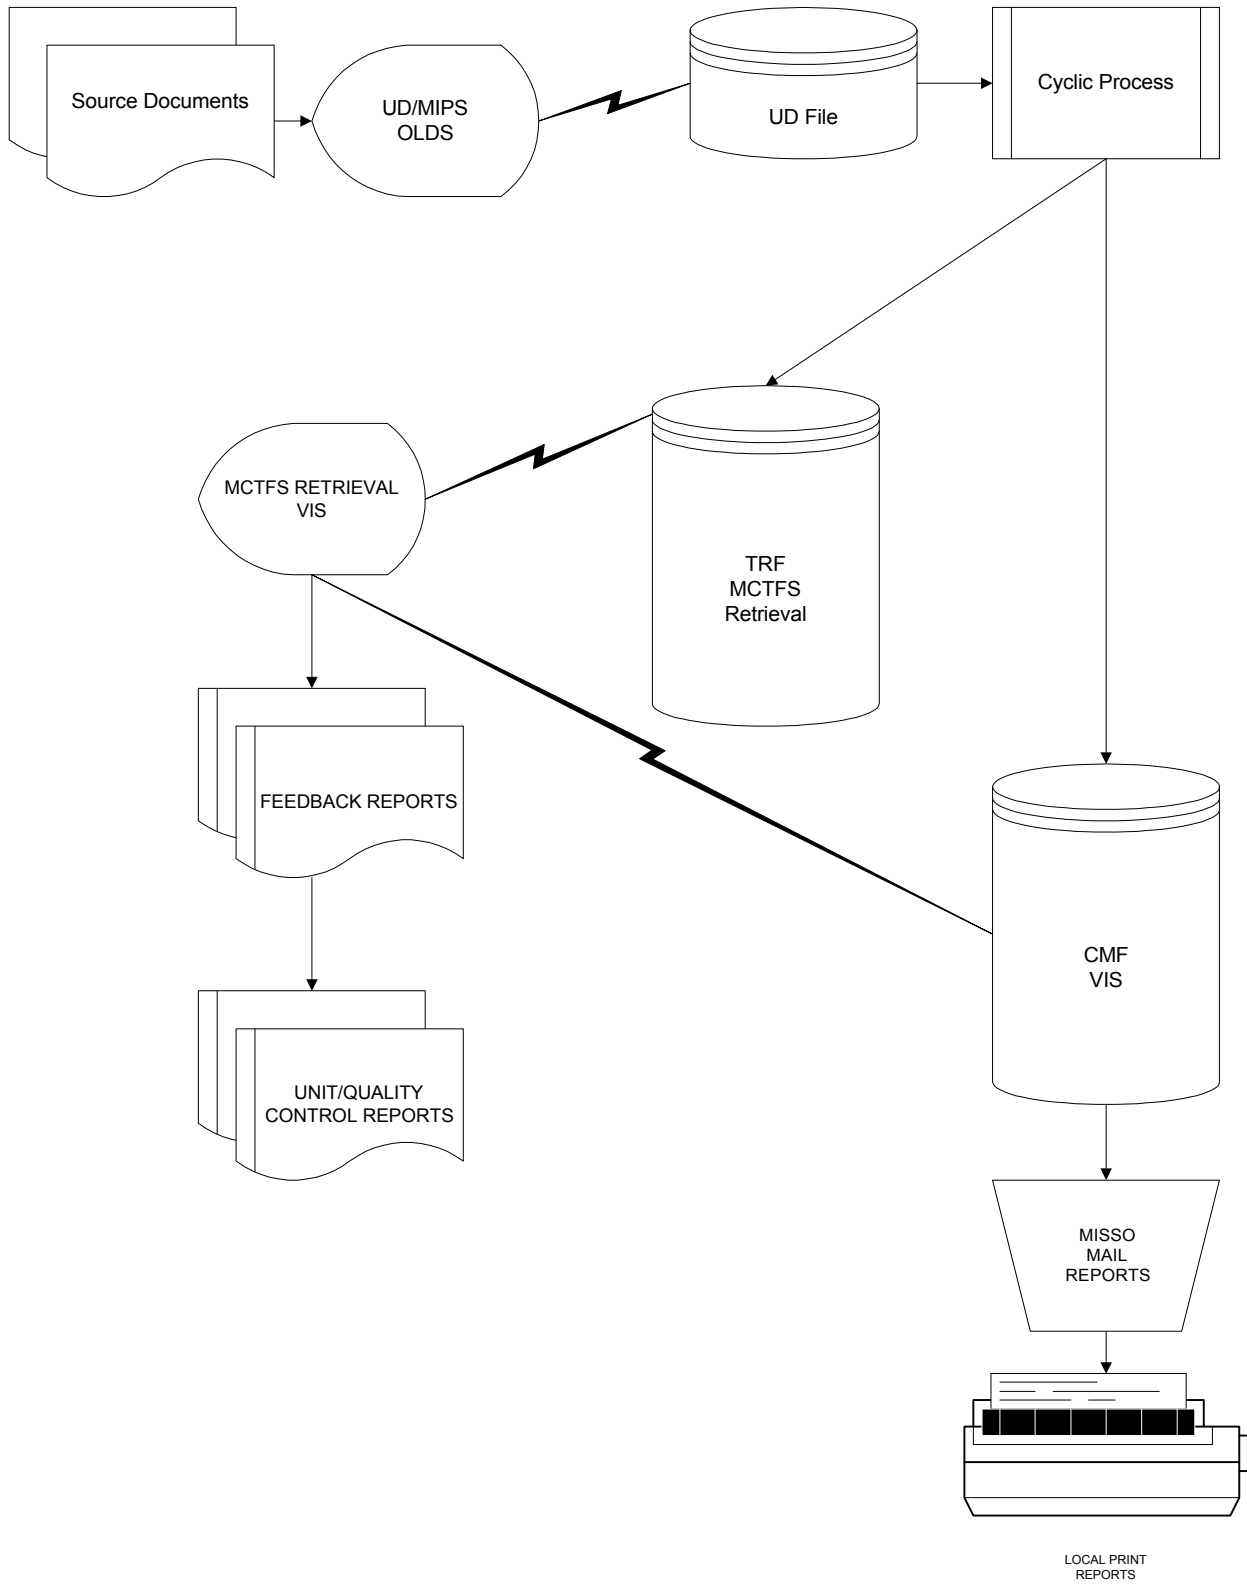 Source Documents
UD/MIPS
OLDS
UD File
Cyclic Process
MCTFS RETRIEVAL
VIS
TRF
MCTFS
Retrieval
FEEDBACK REPORTS
CMF
VIS
UNIT/QUALITY
CONTROL REPORTS
MISSO
MAIL
REPORTS
LOCAL PRINT
REPORTS